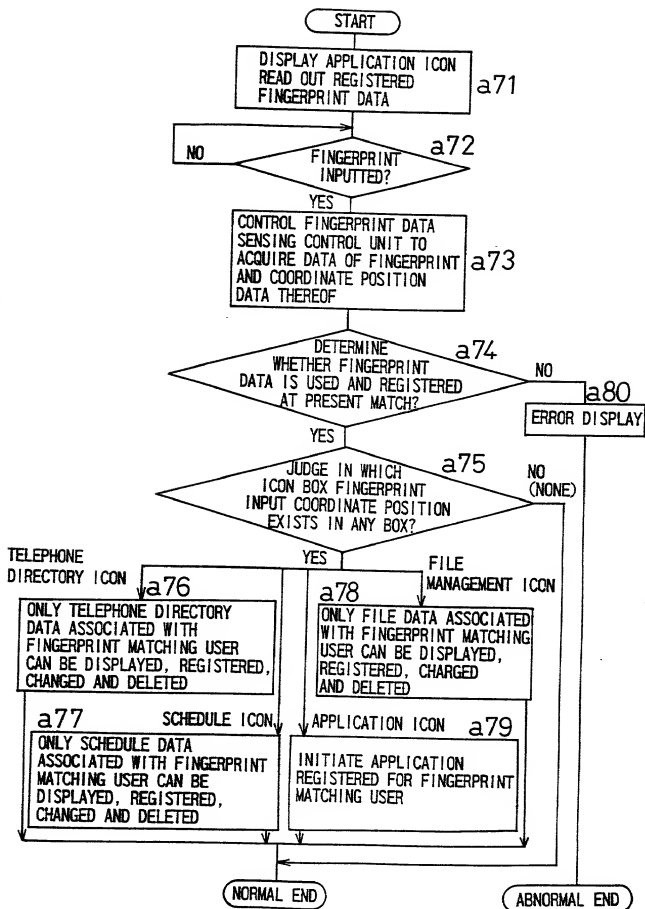 START
DISPLAY APPLICATION ICON
READ OUT REGISTERED
FINGERPRINT DATA
a71
a72
NO
FINGERPRINT
INPUTTED?
YES
CONTROL FINGERPRINT DATA
SENSING CONTROL UNIT TO
ACQUIRE DATA OF FINGERPRINT
AND COORDINATE POSITION
DATA THEREOF
a73
DETERMINE
WHETHER FINGERPRINT
DATA IS USED AND REGISTERED
AT PRESENT MATCH?
a74
NO
a80
ERROR DISPLAY
YES
JUDGE IN WHICH
ICON BOX FINGERPRINT
INPUT COORDINATE POSITION
EXISTS IN ANY BOX?
a75
NO
(NONE)
YES
TELEPHONE
DIRECTORY ICON
FILE
MANAGEMENT ICON
a76
ONLY TELEPHONE DIRECTORY
DATA ASSOCIATED WITH
FINGERPRINT MATCHING USER
CAN BE DISPLAYED, REGISTERED,
CHANGED AND DELETED
a78
ONLY FILE DATA ASSOCIATED
WITH FINGERPRINT MATCHING
USER CAN BE DISPLAYED,
REGISTERED, CHARGED
AND DELETED
a77
SCHEDULE ICON
ONLY SCHEDULE DATA
ASSOCIATED WITH FINGERPRINT
MATCHING USER CAN BE
DISPLAYED, REGISTERED,
CHANGED AND DELETED
APPLICATION ICON
a79
INITIATE APPLICATION
REGISTERED FOR FINGERPRINT
MATCHING USER
NORMAL END
ABNORMAL END